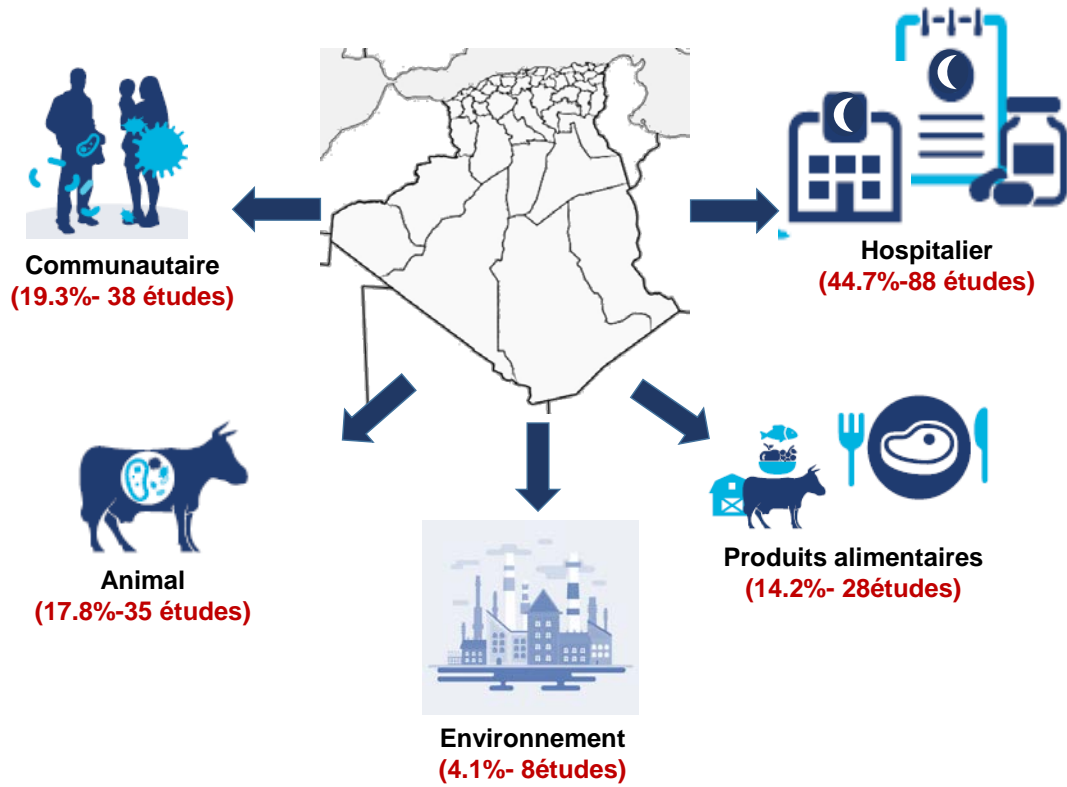 Communautaire
(19.3%- 38 études)
Hospitalier
(44.7%-88 études)
Animal
(17.8%-35 études)
Produits alimentaires
(14.2%- 28études)
Environnement
(4.1%- 8études)